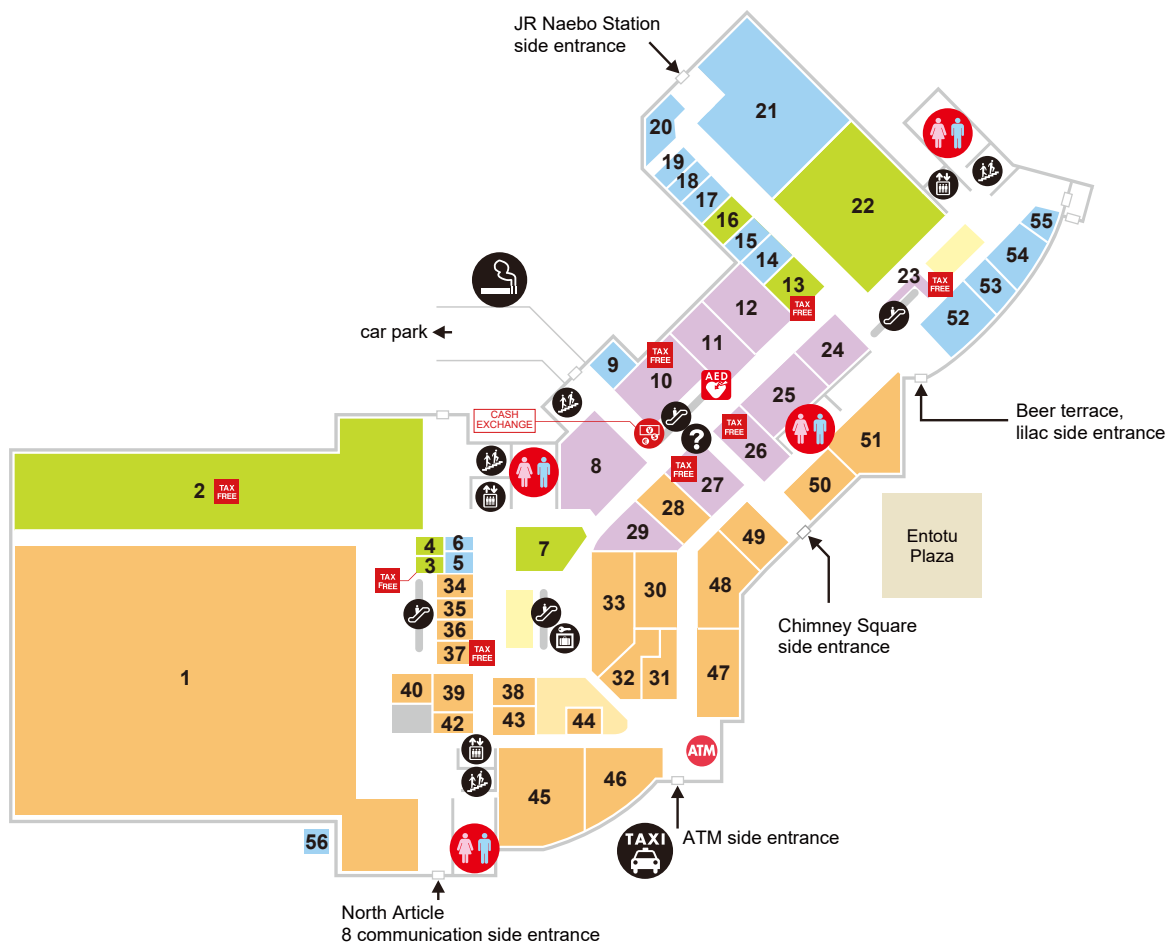 JR Naebo Station
side entrance
21
20
19
18
17
16
15
14
13
TAX
FREE
22
55
54
53
52
23
TAX
FREE
12
11
TAX
FREE
10
9
car park
24
25
AED
CASH
EXCHANGE
?
TAX
FREE
26
51
50
Beer terrace,
lilac side entrance
8
TAX
FREE
27
28
29
49
Entotu
Plaza
2
TAX
FREE
4
6
3
5
TAX
FREE
7
34
35
36
37
TAX
FREE
33
30
48
Chimney Square
side entrance
1
32
31
47
40
39
38
42
43
44
ATM
45
46
56
TAXI
ATM side entrance
North Article
8 communication side entrance